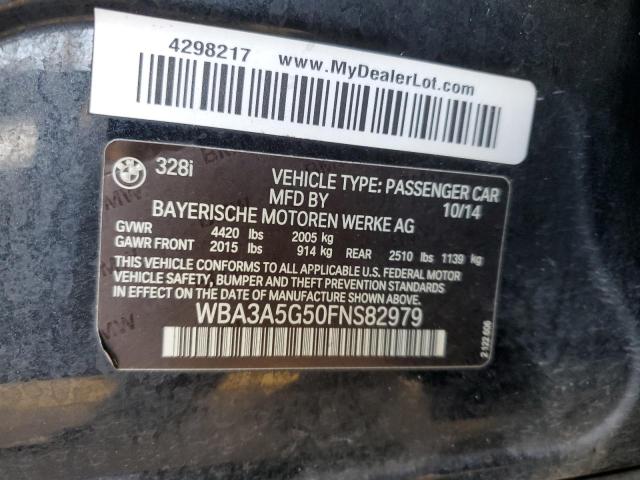 4298217 www.MyDealerLot.com
328i
VEHICLE TYPE: PASSENGER CAR
MFD BY 10/14
BAYERISCHE MOTOREN WERKE AG
GVWR 4420 lbs 2005 kg
GAWR FRONT 2015 lbs 914 kg REAR 2510 lbs 1139 kg
THIS VEHICLE CONFORMS TO ALL APPLICABLE U.S. FEDERAL MOTOR
VEHICLE SAFETY, BUMPER AND THEFT PREVENTION STANDARDS
IN EFFECT ON THE DATE OF MANUFACTURE SHOWN ABOVE.
WBA3A5G50FNS82979
2 122 606